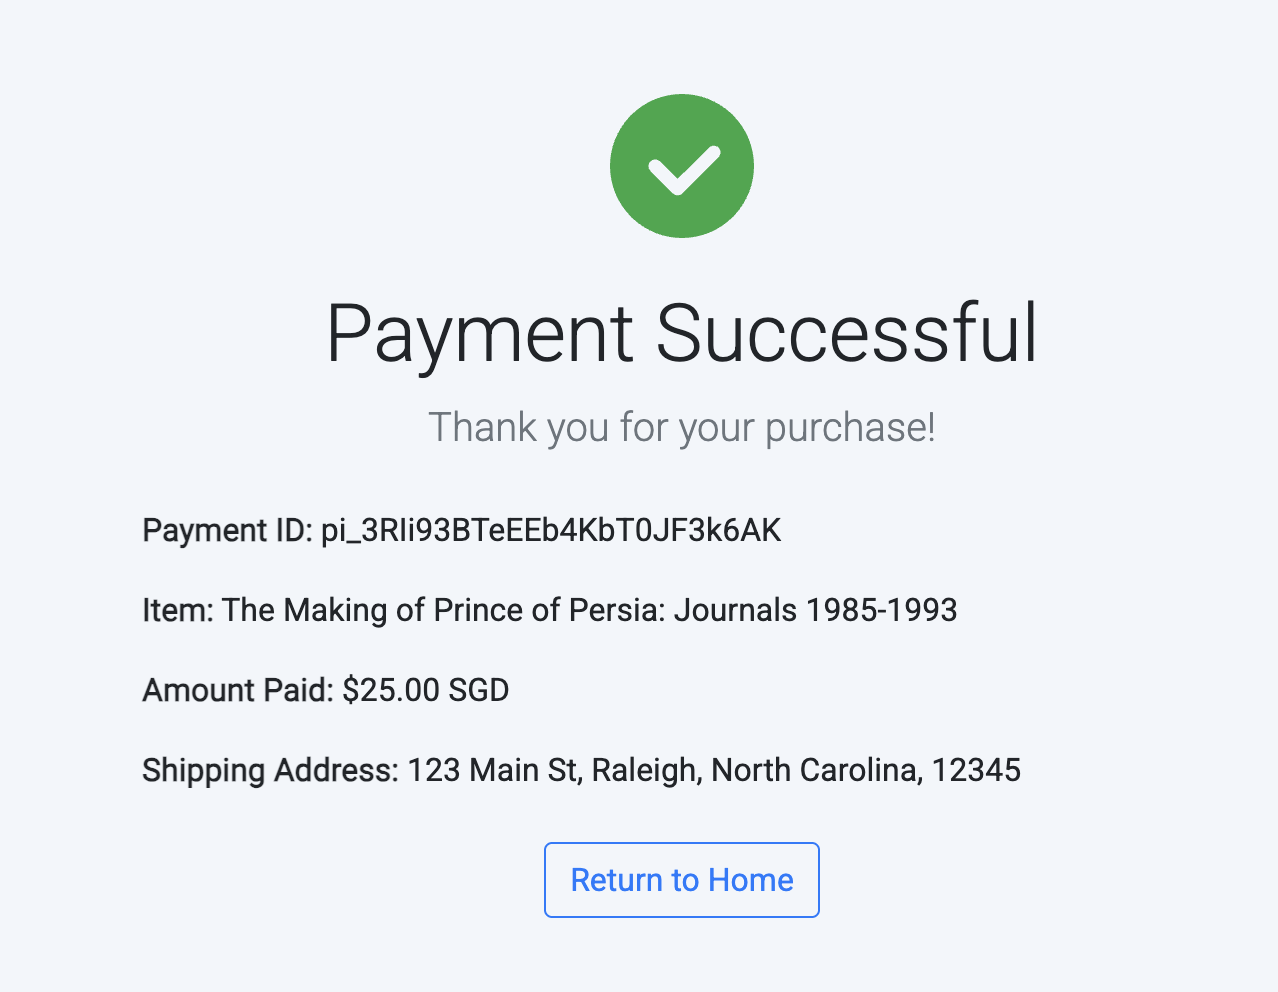 Payment Successful
Thank you for your purchase!
Payment ID: pi_3RIi93BTeEEb4KbT0JF3k6AK
Item: The Making of Prince of Persia: Journals 1985-1993
Amount Paid: $25.00 SGD
Shipping Address: 123 Main St, Raleigh, North Carolina, 12345
Return to Home